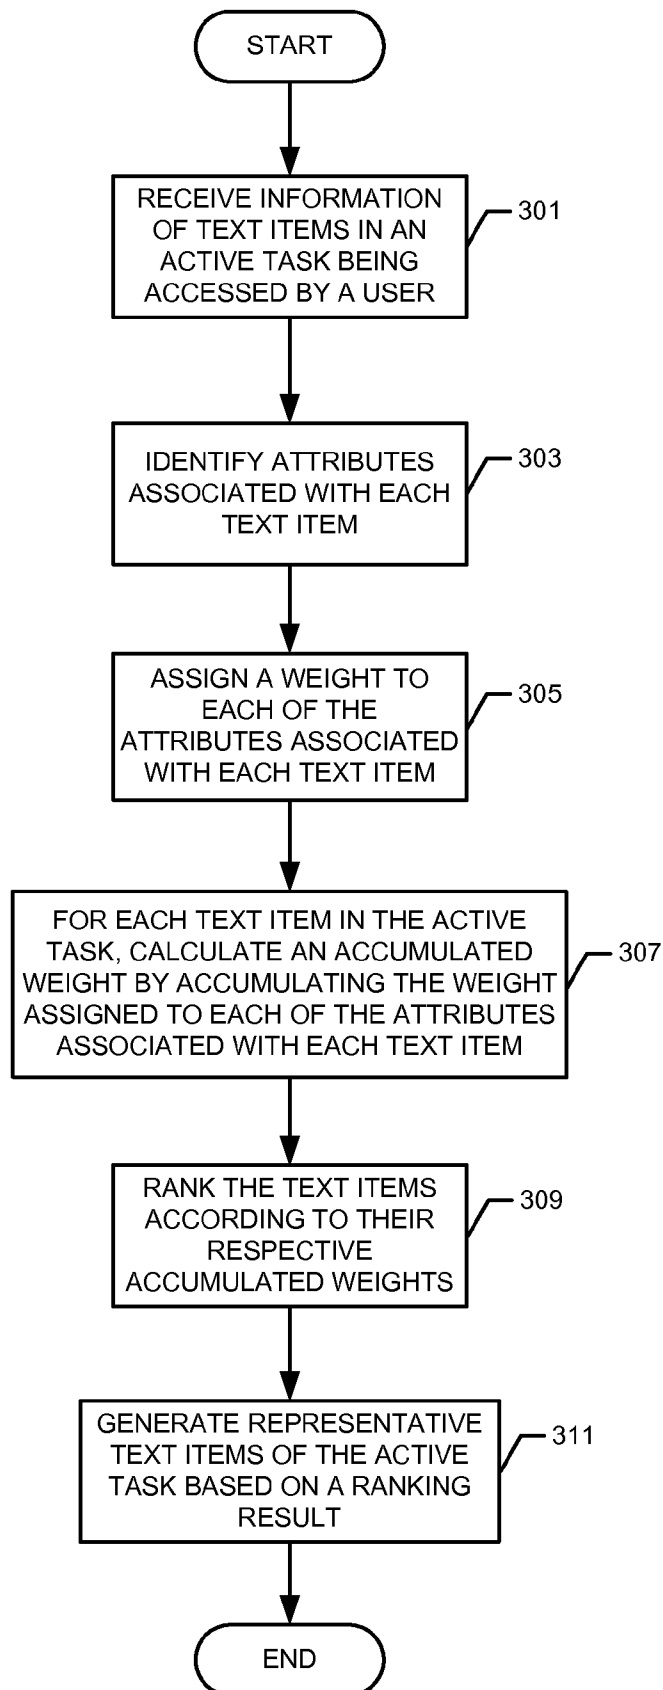 START
RECEIVE INFORMATION
OF TEXT ITEMS IN AN
ACTIVE TASK BEING
ACCESSED BY A USER
301
IDENTIFY ATTRIBUTES
ASSOCIATED WITH EACH
TEXT ITEM
303
ASSIGN A WEIGHT TO
EACH OF THE
ATTRIBUTES ASSOCIATED
WITH EACH TEXT ITEM
305
FOR EACH TEXT ITEM IN THE ACTIVE
TASK, CALCULATE AN ACCUMULATED
WEIGHT BY ACCUMULATING THE WEIGHT
ASSIGNED TO EACH OF THE ATTRIBUTES
ASSOCIATED WITH EACH TEXT ITEM
307
RANK THE TEXT ITEMS
ACCORDING TO THEIR
RESPECTIVE
ACCUMULATED WEIGHTS
309
GENERATE REPRESENTATIVE
TEXT ITEMS OF THE ACTIVE
TASK BASED ON A RANKING
RESULT
311
END